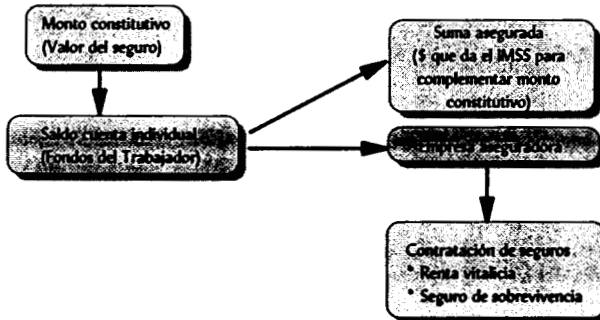 Monto constitutivo
(Valor del seguro)
Suma asegurada
($ que da el IMSS para
complementar monto
constitutivo)
Saldo cuenta individual
(Fondos del Trabajador)
Empresa aseguradora
Contratación de seguros
* Renta vitalicia
* Seguro de sobrevivencia